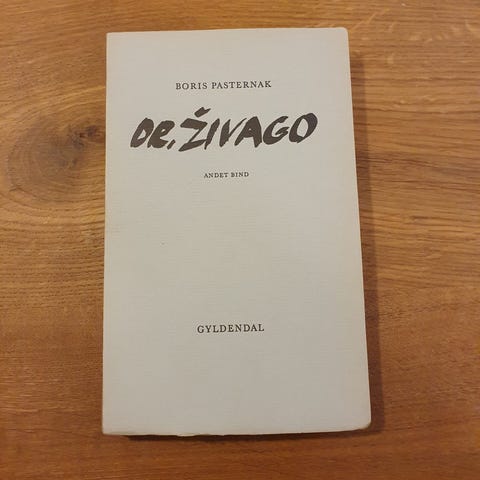 BORIS PASTERNAK
DR. ŽIVAGO
ANDET BIND
GYLDENDAL